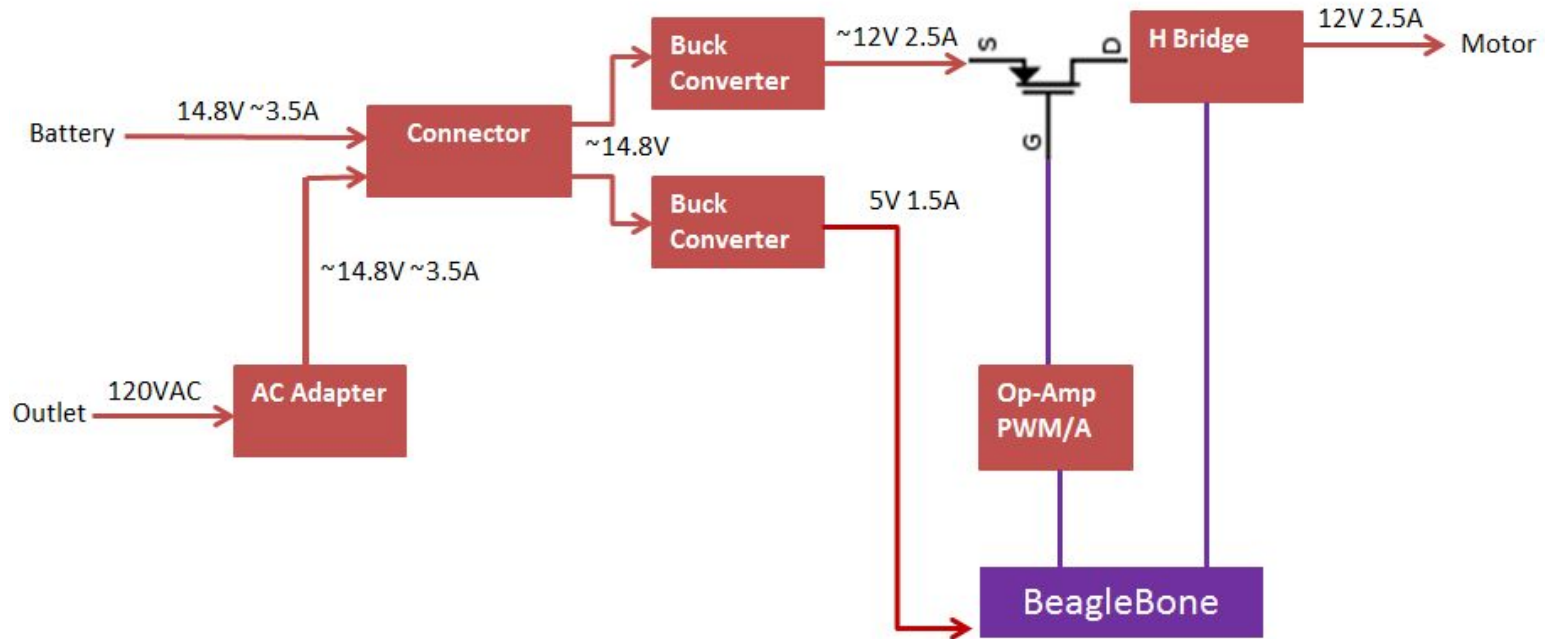 Buck
Converter
~12V 2.5A
S
D
H Bridge
12V 2.5A
Motor
Battery
14.8V ~3.5A
Connector
~14.8V
G
Buck
Converter
5V 1.5A
~14.8V ~3.5A
Outlet
120VAC
AC Adapter
Op-Amp
PWM/A
BeagleBone